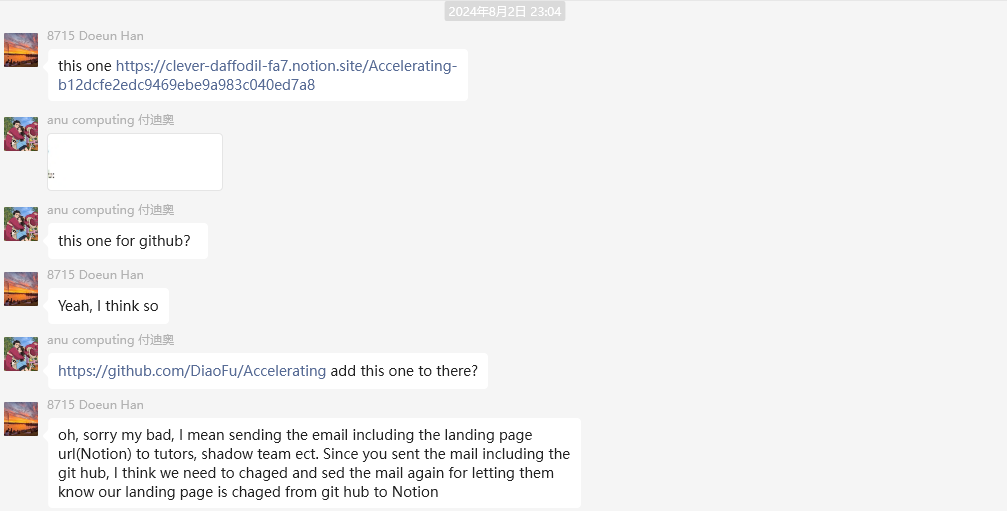 2024年8月2日 23:04
8715 Doeun Han
this one https://clever-daffodil-fa7.notion.site/Accelerating-
b12dcfe2edc9469ebe9a983c040ed7a8
anu computing 付迪奥
anu computing 付迪奥
this one for github?
8715 Doeun Han
Yeah, I think so
anu computing 付迪奥
https://github.com/DiaoFu/Accelerating add this one to there?
8715 Doeun Han
oh, sorry my bad, I mean sending the email including the landing page
url(Notion) to tutors, shadow team ect. Since you sent the mail including the
git hub, I think we need to chaged and sed the mail again for letting them
know our landing page is chaged from git hub to Notion